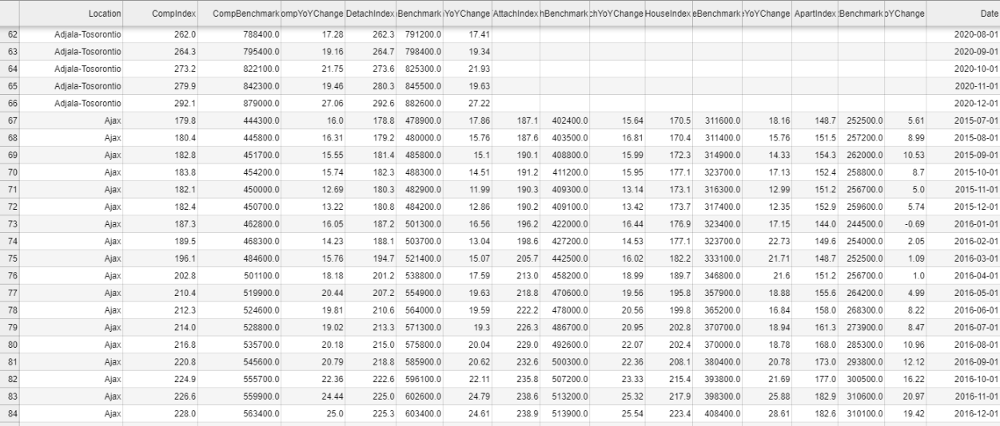 Location CompIndex CompBenchmark ompYoYChange DetachIndex Benchmark YoYChange AttachIndex hBenchmark chYoYChange HouseIndex eBenchmark YoYChange ApartIndex Benchmark oYChange Date
62 Adjala-Tosorontio 262.0 788400.0 17.28 262.3 791200.0 17.41 2020-08-01
63 Adjala-Tosorontio 264.3 795400.0 19.16 264.7 798400.0 19.34 2020-09-01
64 Adjala-Tosorontio 273.2 822100.0 21.75 273.6 825300.0 21.93 2020-10-01
65 Adjala-Tosorontio 279.9 842300.0 19.46 280.3 845500.0 19.63 2020-11-01
66 Adjala-Tosorontio 292.1 879000.0 27.06 292.6 882600.0 27.22 2020-12-01
67 Ajax 179.8 444300.0 16.0 178.8 478900.0 17.86 187.1 402400.0 15.64 170.5 311600.0 18.16 148.7 252500.0 5.61 2015-07-01
68 Ajax 180.4 445800.0 16.31 179.2 480000.0 15.76 187.6 403500.0 16.81 170.4 311400.0 15.76 151.5 257200.0 8.99 2015-08-01
69 Ajax 182.8 451700.0 15.55 181.4 485800.0 15.1 190.1 408800.0 15.99 172.3 314900.0 14.33 154.3 262000.0 10.53 2015-09-01
70 Ajax 183.8 454200.0 15.74 182.3 488300.0 14.51 191.2 411200.0 15.95 177.1 323700.0 17.13 152.4 258800.0 8.7 2015-10-01
71 Ajax 182.1 450000.0 12.69 180.3 482900.0 11.99 190.3 409300.0 13.14 173.1 316300.0 12.99 151.2 256700.0 5.0 2015-11-01
72 Ajax 182.4 450700.0 13.22 180.8 484200.0 12.86 190.2 409100.0 13.42 173.7 317400.0 12.35 152.9 259600.0 5.74 2015-12-01
73 Ajax 187.3 462800.0 16.05 187.2 501300.0 16.56 196.2 422000.0 16.44 176.9 323400.0 17.15 144.0 244500.0 -0.69 2016-01-01
74 Ajax 189.5 468300.0 14.23 188.1 503700.0 13.04 198.6 427200.0 14.53 177.1 323700.0 22.73 149.6 254000.0 2.05 2016-02-01
75 Ajax 196.1 484600.0 15.76 194.7 521400.0 15.07 205.7 442500.0 16.02 182.2 333100.0 21.71 148.7 252500.0 1.09 2016-03-01
76 Ajax 202.8 501100.0 18.18 201.2 538800.0 17.59 213.0 458200.0 18.99 189.7 346800.0 21.6 151.2 256700.0 1.0 2016-04-01
77 Ajax 210.4 519900.0 20.44 207.2 554900.0 19.63 218.8 470600.0 19.56 195.8 357900.0 18.88 155.6 264200.0 4.99 2016-05-01
78 Ajax 212.3 524600.0 19.81 210.6 564000.0 19.59 222.2 478000.0 20.56 199.8 365200.0 16.84 158.0 268300.0 8.22 2016-06-01
79 Ajax 214.0 528800.0 19.02 213.3 571300.0 19.3 226.3 486700.0 20.95 202.8 370700.0 18.94 161.3 273900.0 8.47 2016-07-01
80 Ajax 216.8 535700.0 20.18 215.0 575800.0 20.04 229.0 492600.0 22.07 202.4 370000.0 18.78 168.0 285300.0 10.96 2016-08-01
81 Ajax 220.8 545600.0 20.79 218.8 585900.0 20.62 232.6 500300.0 22.36 208.1 380400.0 20.78 173.0 293800.0 12.12 2016-09-01
82 Ajax 224.9 555700.0 22.36 222.6 596100.0 22.11 235.8 507200.0 23.33 215.4 393800.0 21.69 177.0 300500.0 16.22 2016-10-01
83 Ajax 226.6 559900.0 24.44 225.0 602600.0 24.79 238.6 513200.0 25.32 217.9 398300.0 25.88 182.9 310600.0 20.97 2016-11-01
84 Ajax 228.0 563400.0 25.0 225.3 603400.0 24.61 238.9 513900.0 25.54 223.4 408400.0 28.61 182.6 310100.0 19.42 2016-12-01